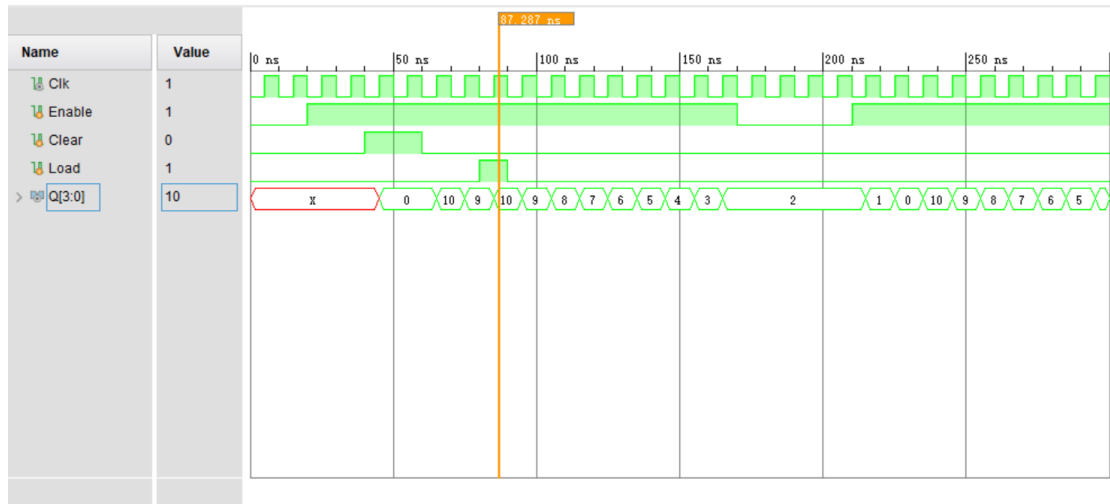 87.287 ns
Name Value
0 ns 50 ns 100 ns 150 ns 200 ns 250 ns
Clk 1
Enable 1
Clear 0
Load 1
Q[3:0] 10 X 0 10 9 10 9 8 7 6 5 4 3 2 1 0 10 9 8 7 6 5